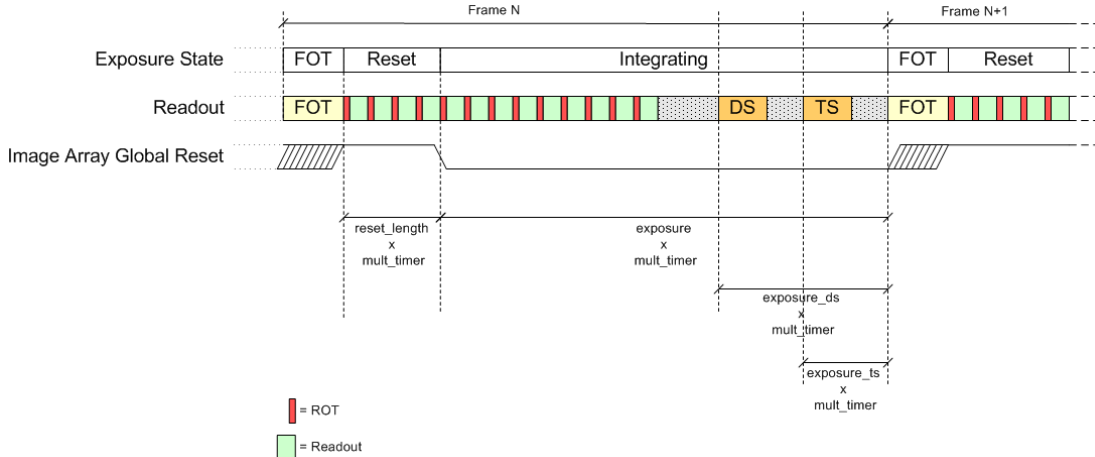 Frame N
Frame N+1
Exposure State
FOT
Reset
Integrating
FOT
Reset
Readout
FOT
DS
TS
FOT
Image Array Global Reset
reset_length
x
mult_timer
exposure
x
mult_timer
exposure_ds
x
mult_timer
exposure_ts
x
mult_timer
= ROT
= Readout